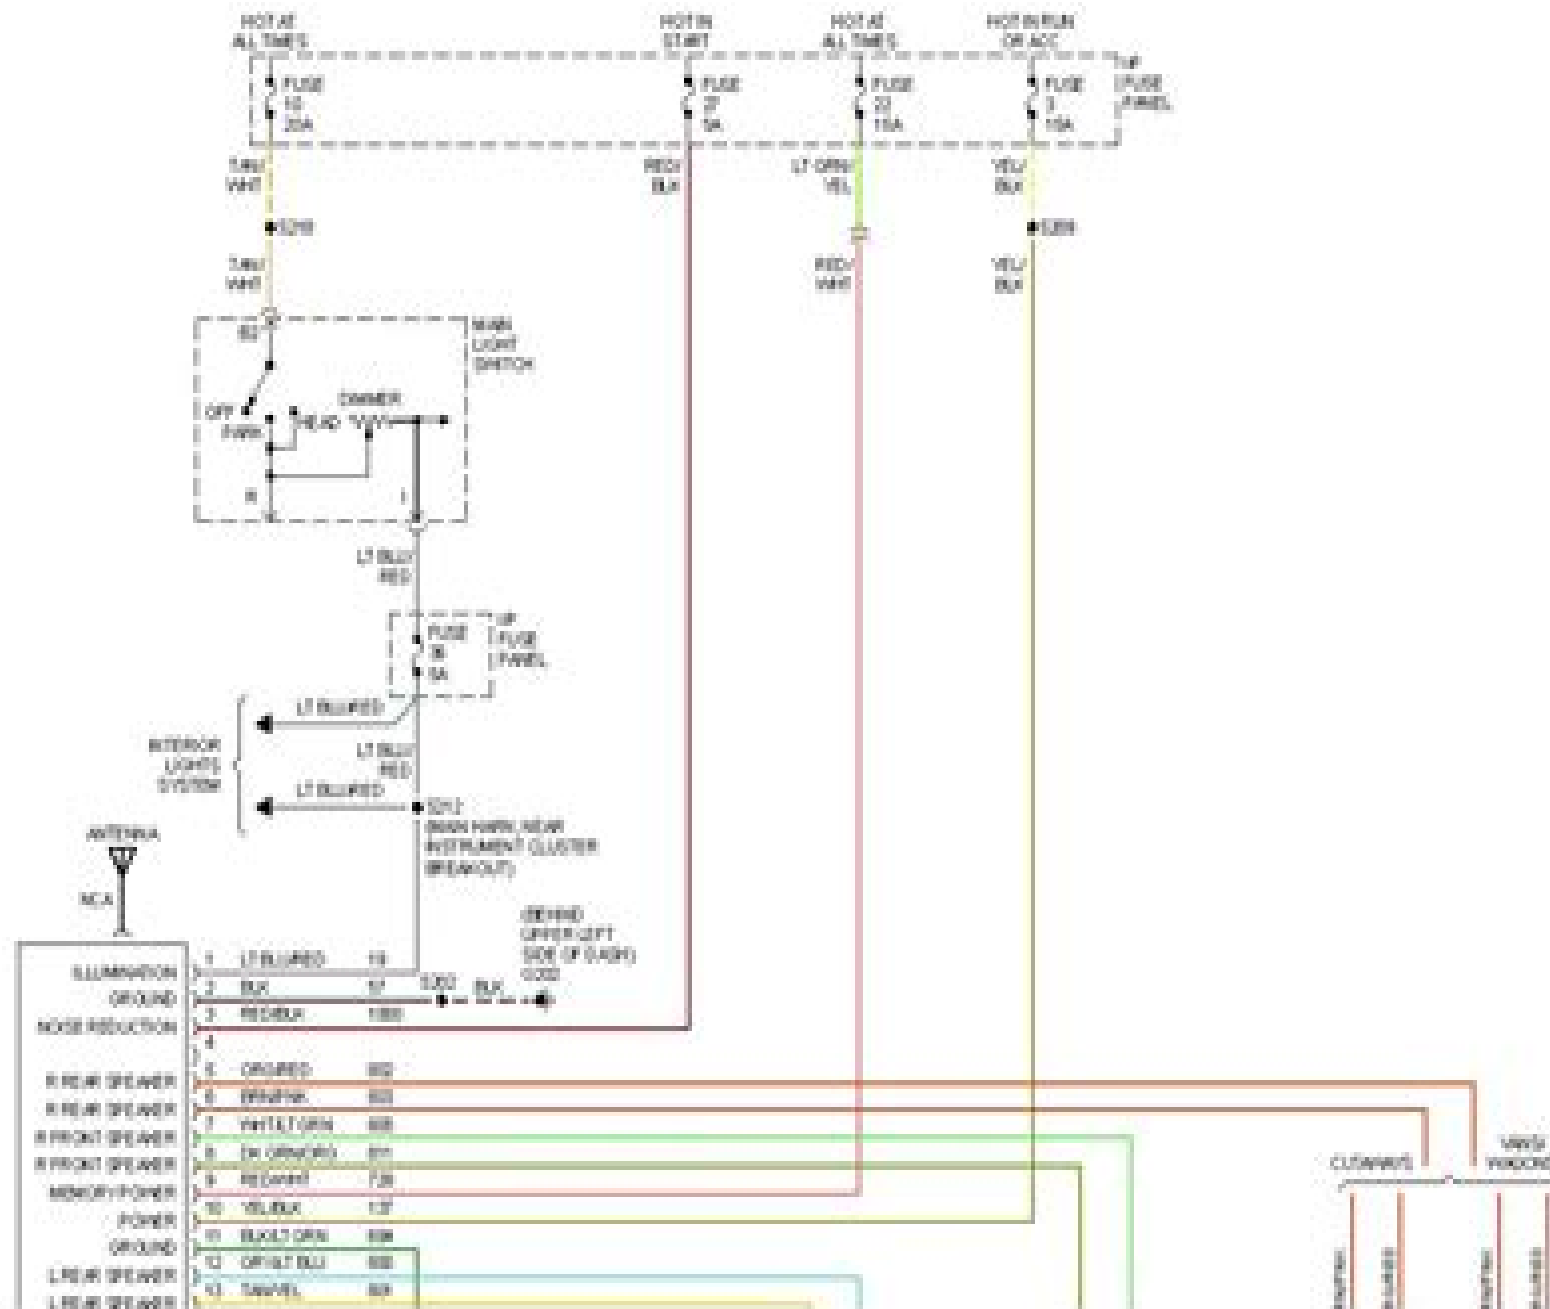 HOT AT
ALL TIMES
HOT IN
START
HOT AT
ALL TIMES
HOT IN RUN
OR ACC
FUSE
10
20A
FUSE
5A
FUSE
22
15A
FUSE
3
15A
I/P
FUSE
PANEL
TAN/
WHT
RED/
BLK
LT GRN/
YEL
YEL/
BLK
TAN/
WHT
RED/
WHT
YEL/
BLK
B2
MAIN
LIGHT
SWITCH
OFF
PARK
HEAD
DIMMER
R
I
LT BLU/
RED
FUSE
5A
I/P
FUSE
PANEL
LT BLU/RED
INTERIOR
LIGHTS
SYSTEM
LT BLU/
RED
LT BLU/RED
S212
(MAIN HARN, NEAR
INSTRUMENT CLUSTER
BREAKOUT)
ANTENNA
NCA
(BEHIND
UPPER LEFT
SIDE OF DASH)
G202
S202
BLK
ILLUMINATION 1 LT BLU/RED 19
GROUND 2 BLK 57
NOISE REDUCTION 3 RED/BLK
4
R REAR SPEAKER 5 ORG/RED 802
R REAR SPEAKER 6 BRN/PNK 803
R FRONT SPEAKER 7 WHT/LT GRN 805
R FRONT SPEAKER 8 DK GRN/ORG 811
MEMORY POWER 9 RED/WHT 729
POWER 10 YEL/BLK 137
GROUND 11 BLK/LT GRN 694
L REAR SPEAKER 12 GRY/LT BLU 800
L REAR SPEAKER 13 TAN/YEL 801
CUTAWAYS